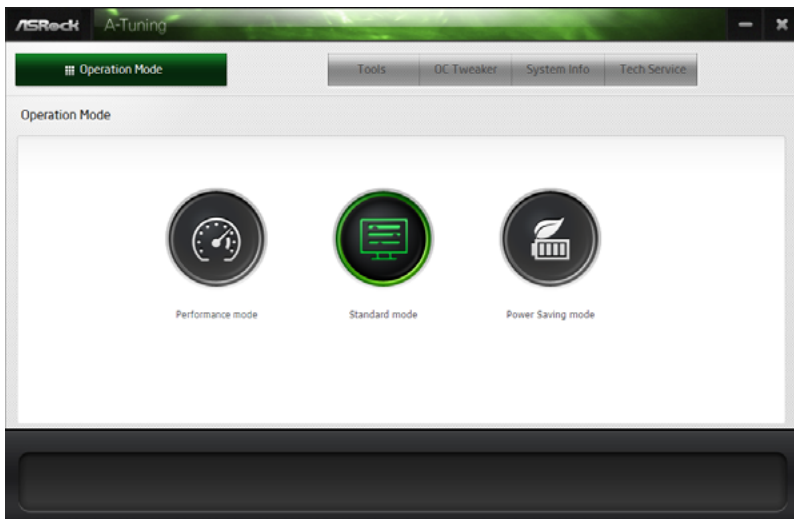 ASRock A-Tuning
Operation Mode Tools OC Tweaker System Info Tech Service
Operation Mode
Performance mode Standard mode Power Saving mode